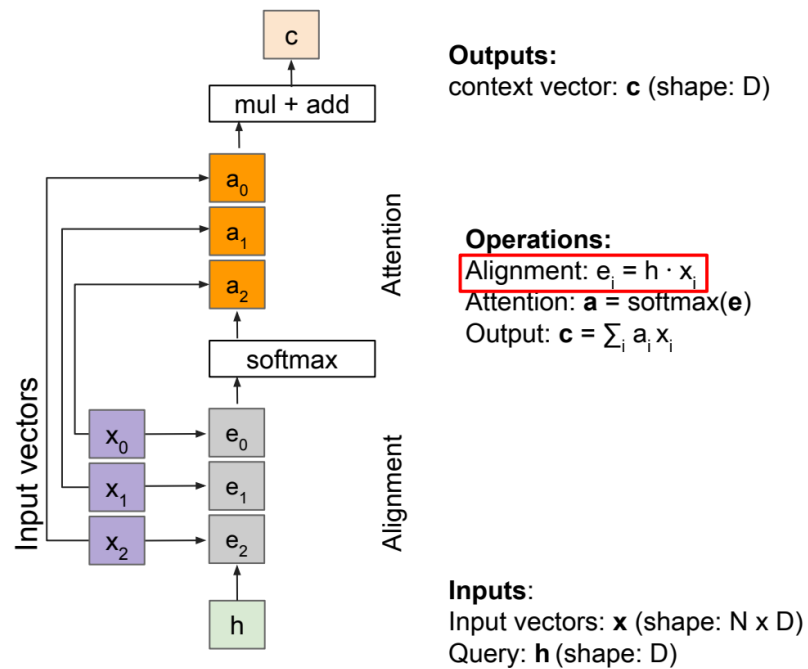 c
Outputs:
context vector: c (shape: D)
mul + add
a₀
a₁
a₂
Attention
Operations:
Alignment: eᵢ = h · xᵢ
Attention: a = softmax(e)
Output: c = ∑ᵢ aᵢ xᵢ
softmax
Input vectors
x₀ e₀
x₁ e₁
x₂ e₂
Alignment
h
Inputs:
Input vectors: x (shape: N x D)
Query: h (shape: D)